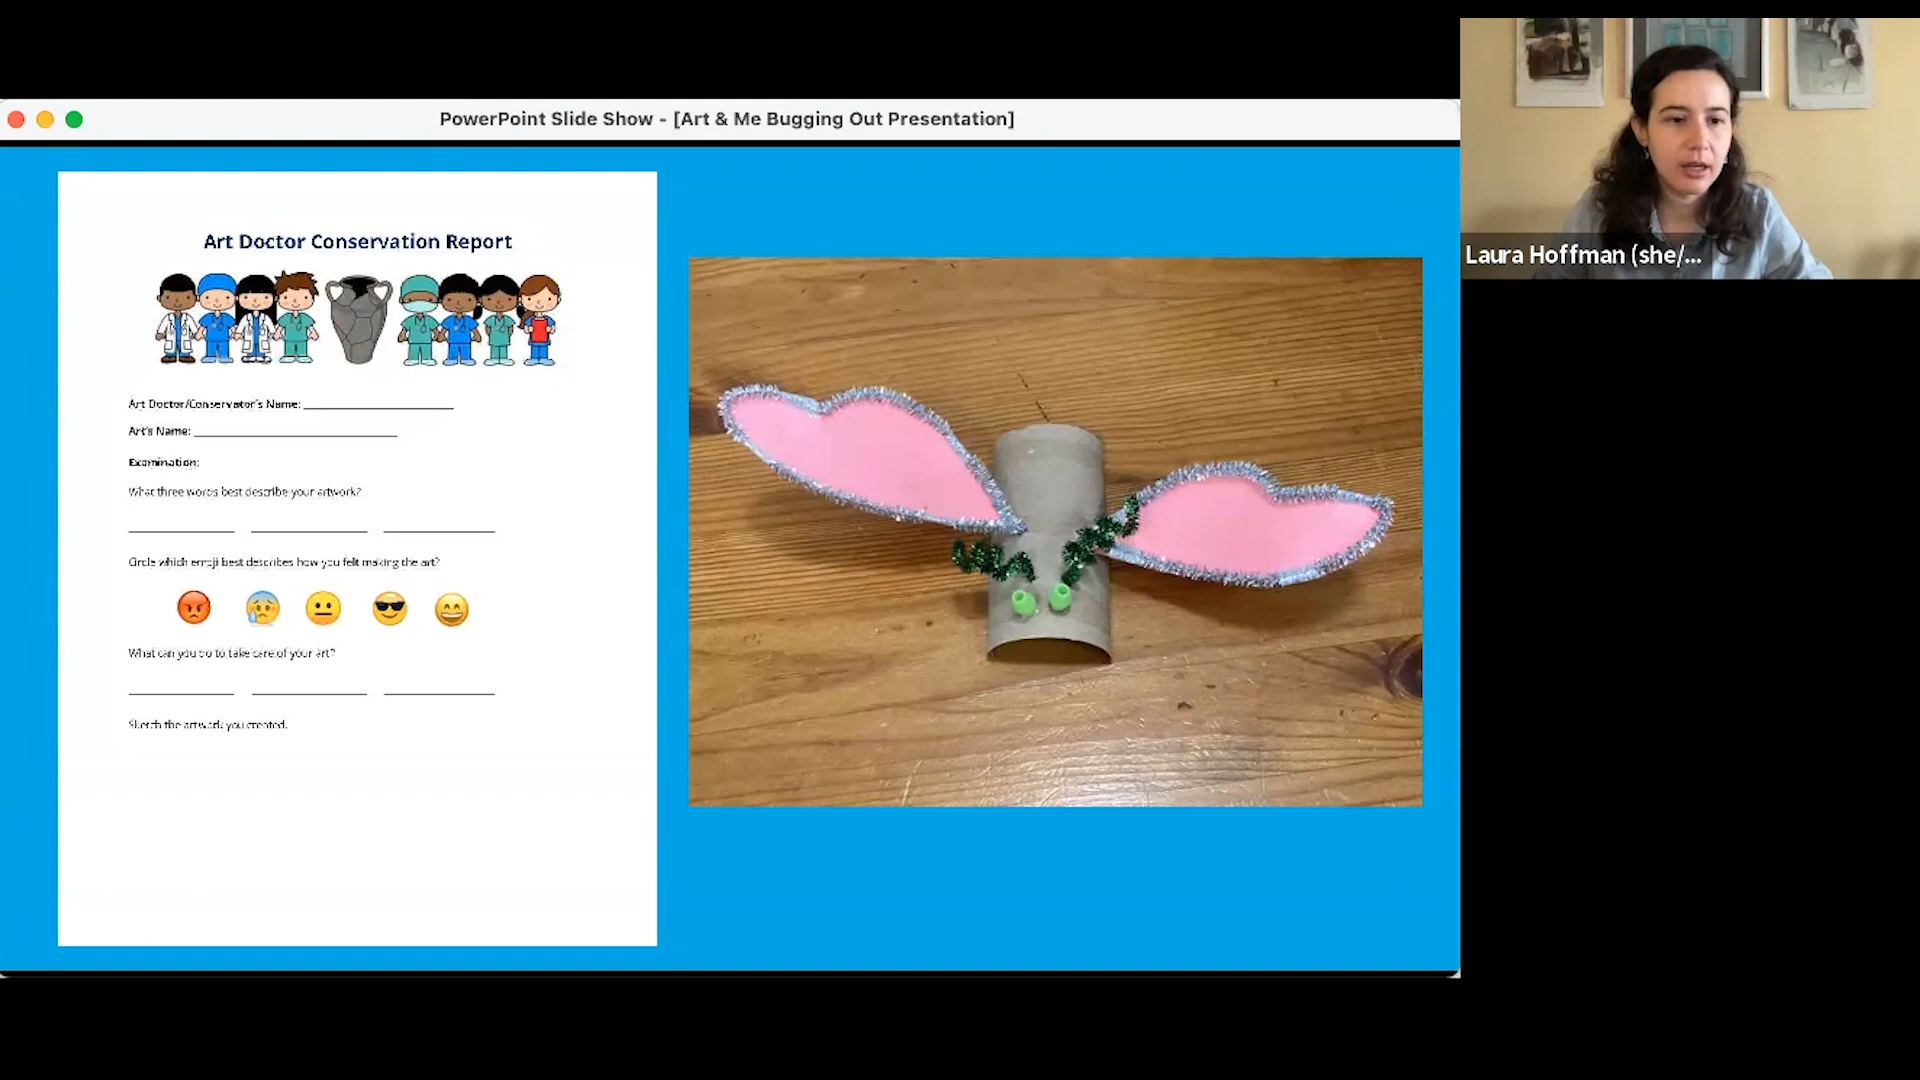 PowerPoint Slide Show - [Art & Me Bugging Out Presentation]
Art Doctor Conservation Report
Art Doctor/Conservator's Name:
Art's Name:
Examination:
What three words best describe your artwork?
Circle which emoji best describes how you felt making the art?
What can you do to take care of your art?
Sketch the artwork you created.
Laura Hoffman (she/...